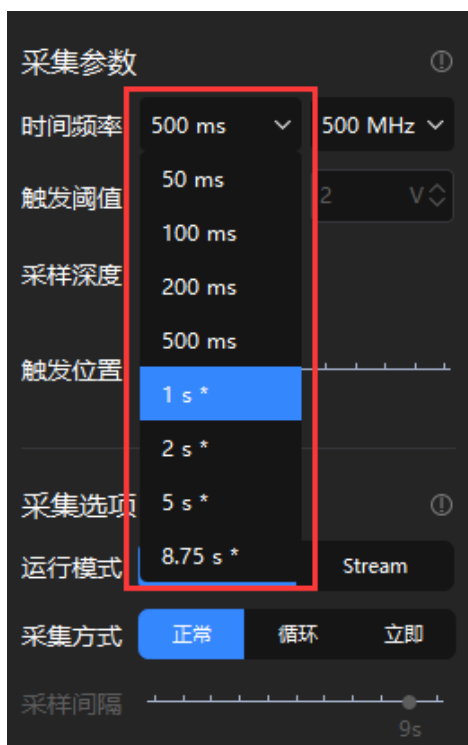 采集参数
时间频率 500 ms 500 MHz
50 ms
触发阈值 2 V
100 ms
采样深度 200 ms
500 ms
触发位置
1 s *
2 s *
采集选项 5 s *
运行模式 8.75 s * Stream
采集方式 正常 循环 立即
采样间隔
9s